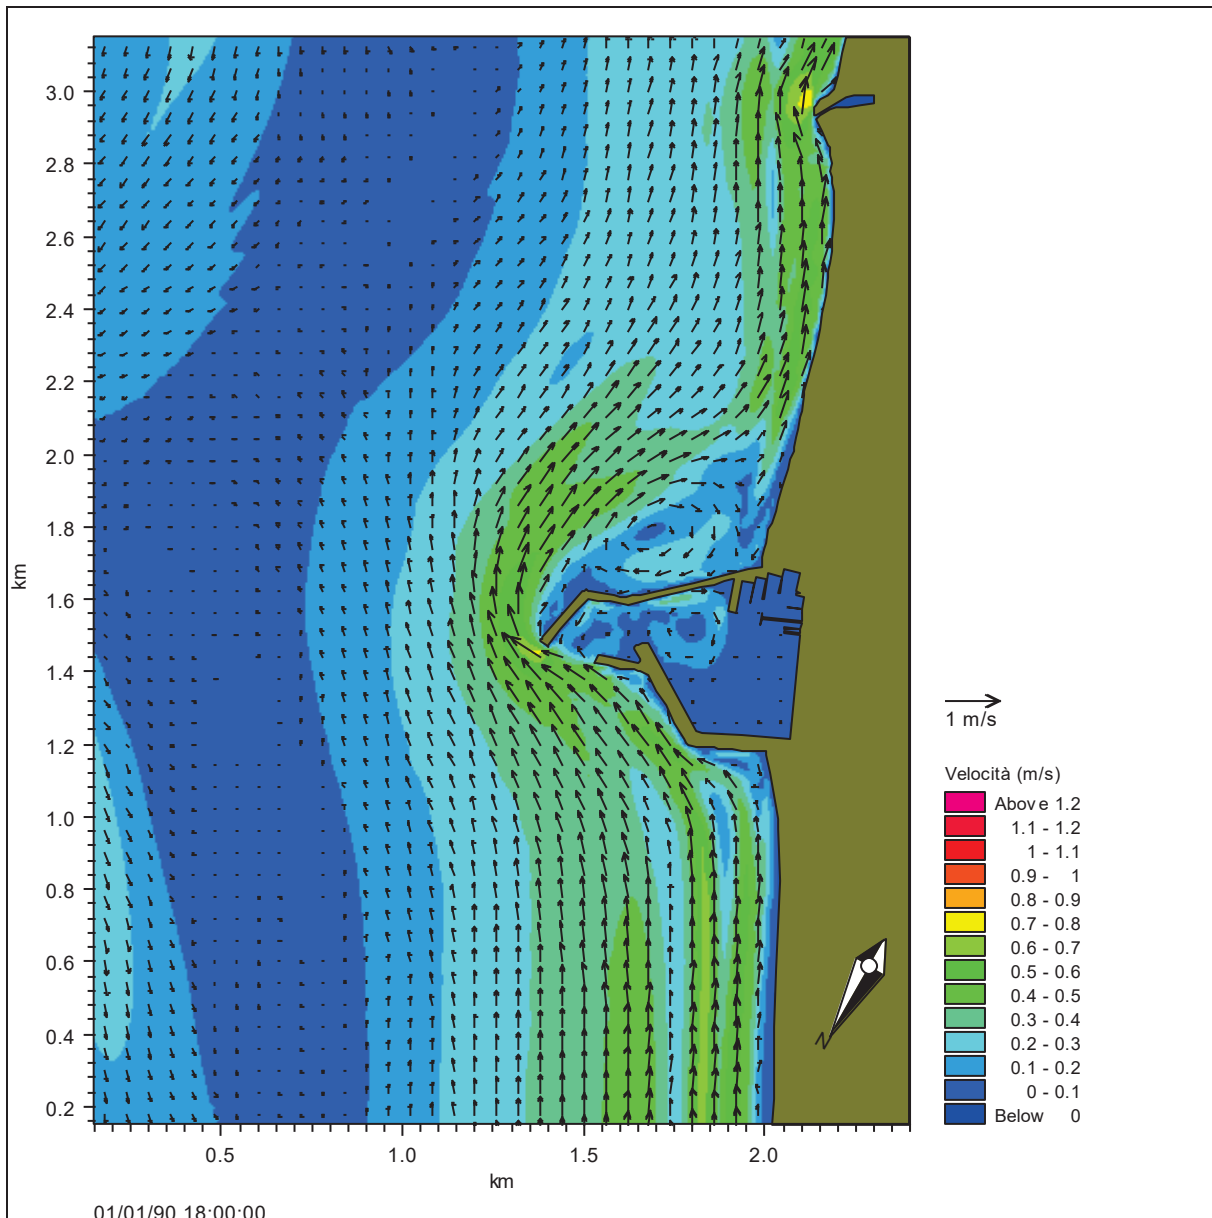 3.0
2.8
2.6
2.4
2.2
2.0
1.8
1.6
1.4
1.2
1.0
0.8
0.6
0.4
0.2
km
0.5
1.0
1.5
2.0
km
01/01/90 18:00:00
1 m/s
Velocità (m/s)
Above 1.2
1.1 - 1.2
1 - 1.1
0.9 - 1
0.8 - 0.9
0.7 - 0.8
0.6 - 0.7
0.5 - 0.6
0.4 - 0.5
0.3 - 0.4
0.2 - 0.3
0.1 - 0.2
0 - 0.1
Below 0
N